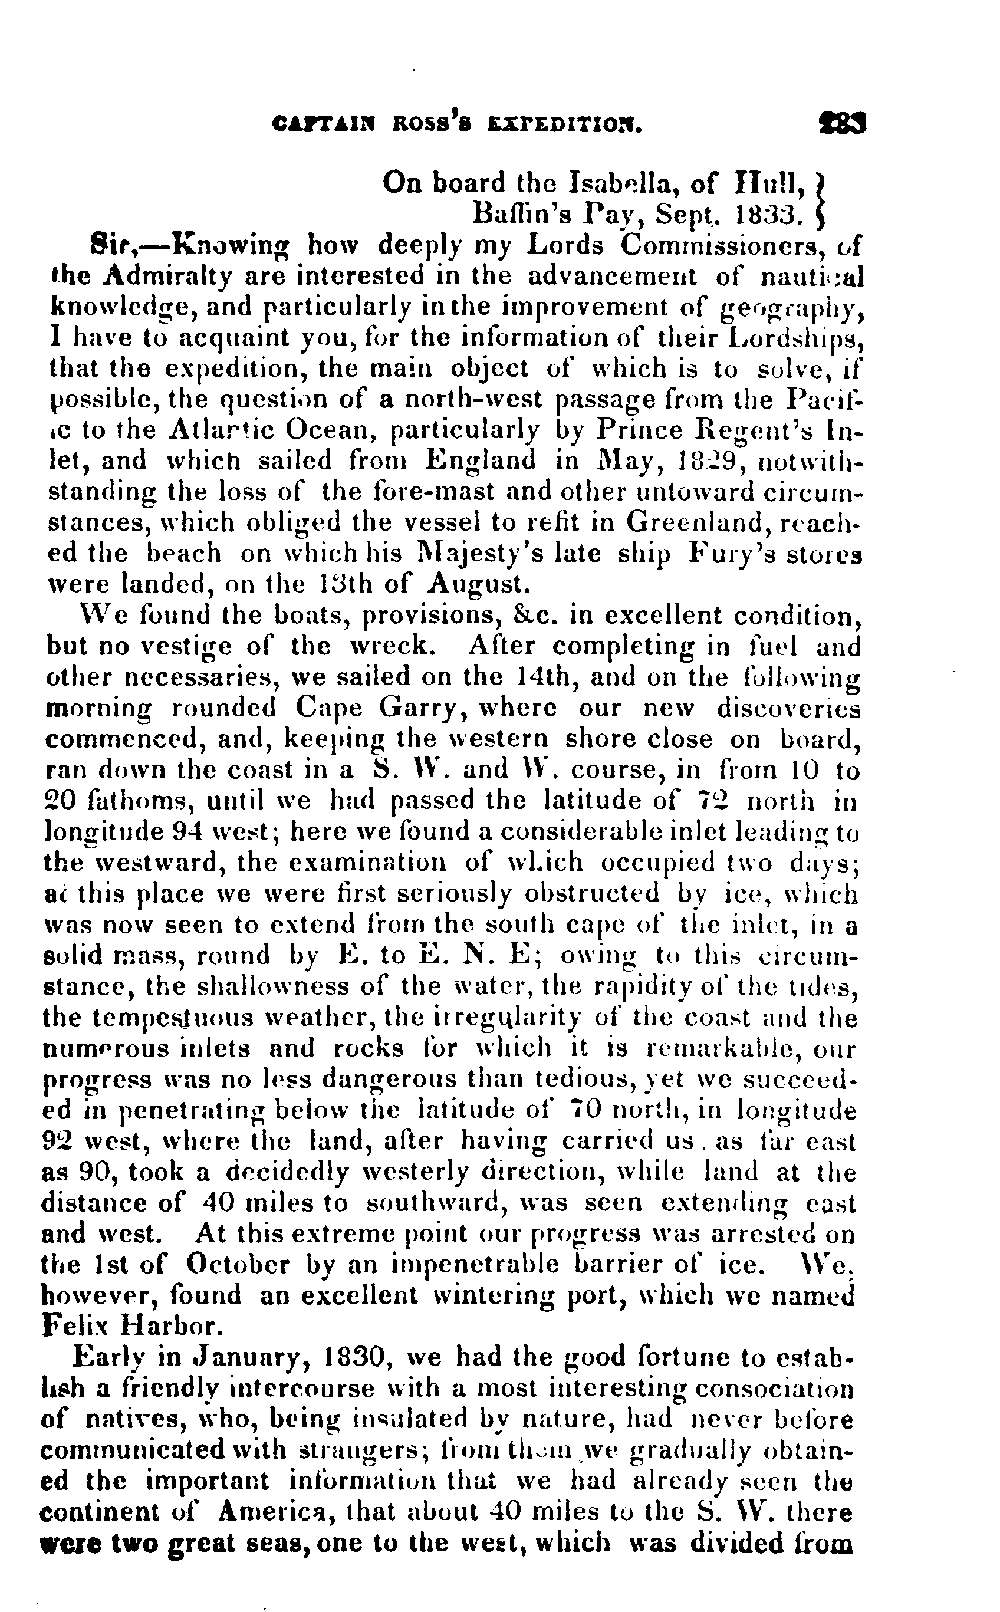 CAPTAIN ROSS'S EXPEDITION. 283
On board the Isabella, of Hull, }
Baffin's Bay, Sept. 1833. }
Sir,—Knowing how deeply my Lords Commissioners, of
the Admiralty are interested in the advancement of nautical
knowledge, and particularly in the improvement of geography,
I have to acquaint you, for the information of their Lordships,
that the expedition, the main object of which is to solve, if
possible, the question of a north-west passage from the Pacif-
ic to the Atlantic Ocean, particularly by Prince Regent's In-
let, and which sailed from England in May, 1829, notwith-
standing the loss of the fore-mast and other untoward circum-
stances, which obliged the vessel to refit in Greenland, reach-
ed the beach on which his Majesty's late ship Fury's stores
were landed, on the 13th of August.
We found the boats, provisions, &c. in excellent condition,
but no vestige of the wreck. After completing in fuel and
other necessaries, we sailed on the 14th, and on the following
morning rounded Cape Garry, where our new discoveries
commenced, and, keeping the western shore close on board,
ran down the coast in a S. W. and W. course, in from 10 to
20 fathoms, until we had passed the latitude of 72 north in
longitude 94 west; here we found a considerable inlet leading to
the westward, the examination of which occupied two days;
at this place we were first seriously obstructed by ice, which
was now seen to extend from the south cape of the inlet, in a
solid mass, round by E. to E. N. E; owing to this circum-
stance, the shallowness of the water, the rapidity of the tides,
the tempestuous weather, the irregularity of the coast and the
numerous inlets and rocks for which it is remarkable, our
progress was no less dangerous than tedious, yet we succeed-
ed in penetrating below the latitude of 70 north, in longitude
92 west, where the land, after having carried us as far east
as 90, took a decidedly westerly direction, while land at the
distance of 40 miles to southward, was seen extending east
and west. At this extreme point our progress was arrested on
the 1st of October by an impenetrable barrier of ice. We,
however, found an excellent wintering port, which we named
Felix Harbor.
Early in January, 1830, we had the good fortune to estab-
lish a friendly intercourse with a most interesting consociation
of natives, who, being insulated by nature, had never before
communicated with strangers; from them we gradually obtain-
ed the important information that we had already seen the
continent of America, that about 40 miles to the S. W. there
were two great seas, one to the west, which was divided from